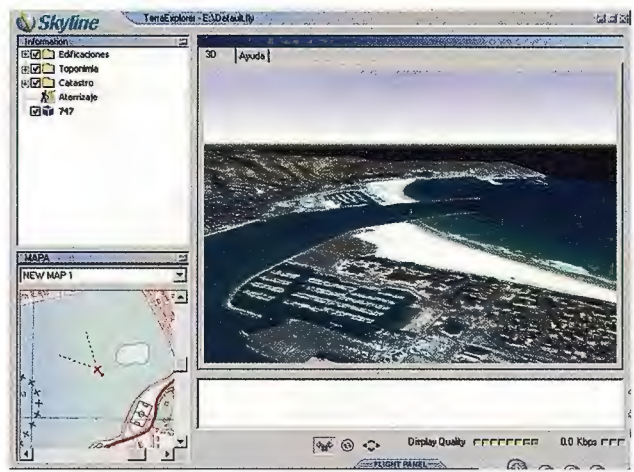 Skyline
TerraExplorer - E:\Default.fly
Information
Edificaciones
Toponimia
Catastro
Aterrizaje
747
3D
Ayuda
MAPA
NEW MAP 1
Display Quality
0.0 Kbps
FLIGHT PANEL